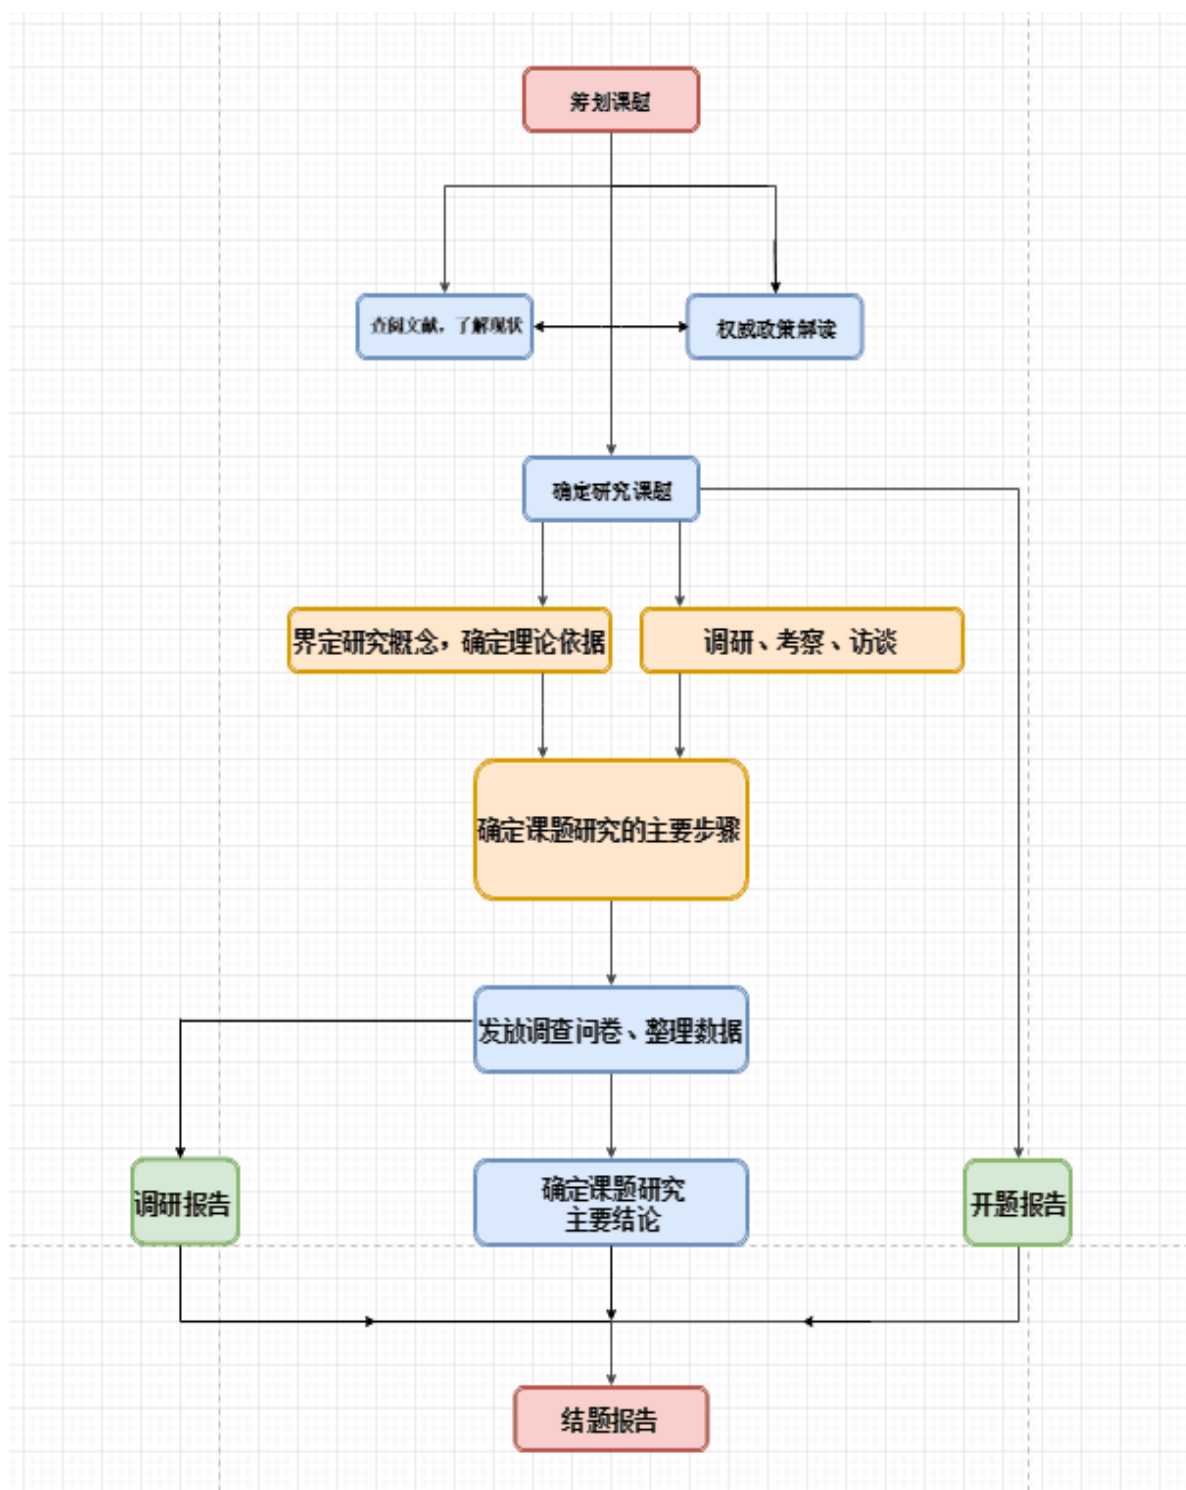 筹划课题
查阅文献，了解现状
权威政策解读
确定研究课题
界定研究概念，确定理论依据
调研、考察、访谈
确定课题研究的主要步骤
发放调查问卷、整理数据
调研报告
确定课题研究
主要结论
开题报告
结题报告